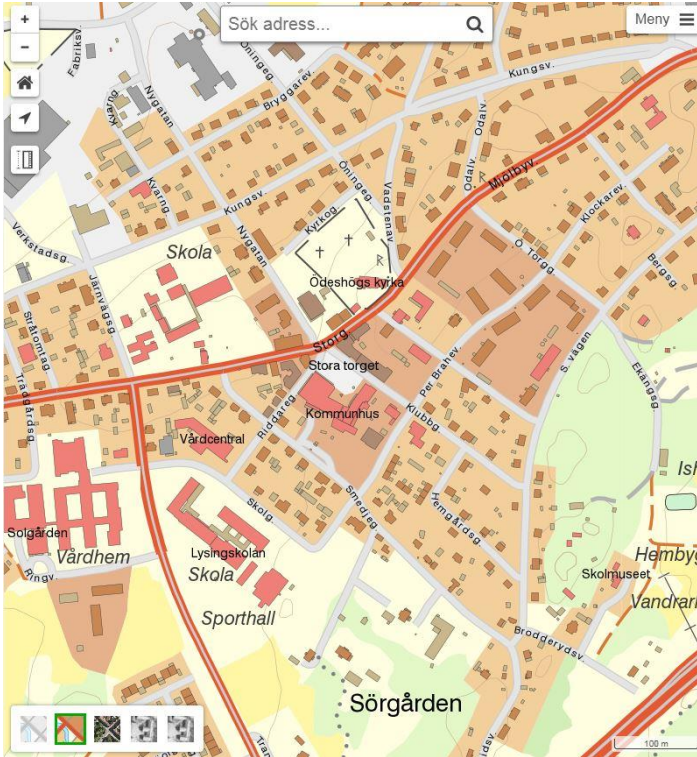 +
Sök adress...
Meny
−
Fabriksv.
Öningeg
Kungsv.
Nygatan
Bryggarev.
Kvarng
Odalv
Odalv
Mjölbyv
Öningeg.
Vadstenav
Kvarng
Kungsv.
Klockarev.
Kyrkog
Verkstadsg.
Nygatan
Skola
Ö. Torgg
Bergsg
Järnvägsg.
Ödeshögs kyrka
Stråtomtag
Storg.
S. vägen
Stora torget
Per Brahev.
Ekängsg.
Trädgårdsg.
Riddareg
Kommunhus
Klubbg
Vårdcentral
Smedjeg.
Hemgårdsg.
Skolg.
Solgården
Lysingskolan
Vårdhem
Skola
Ringv.
Skolmuseet
Sporthall
Brodderydsv
Sörgården
100 m